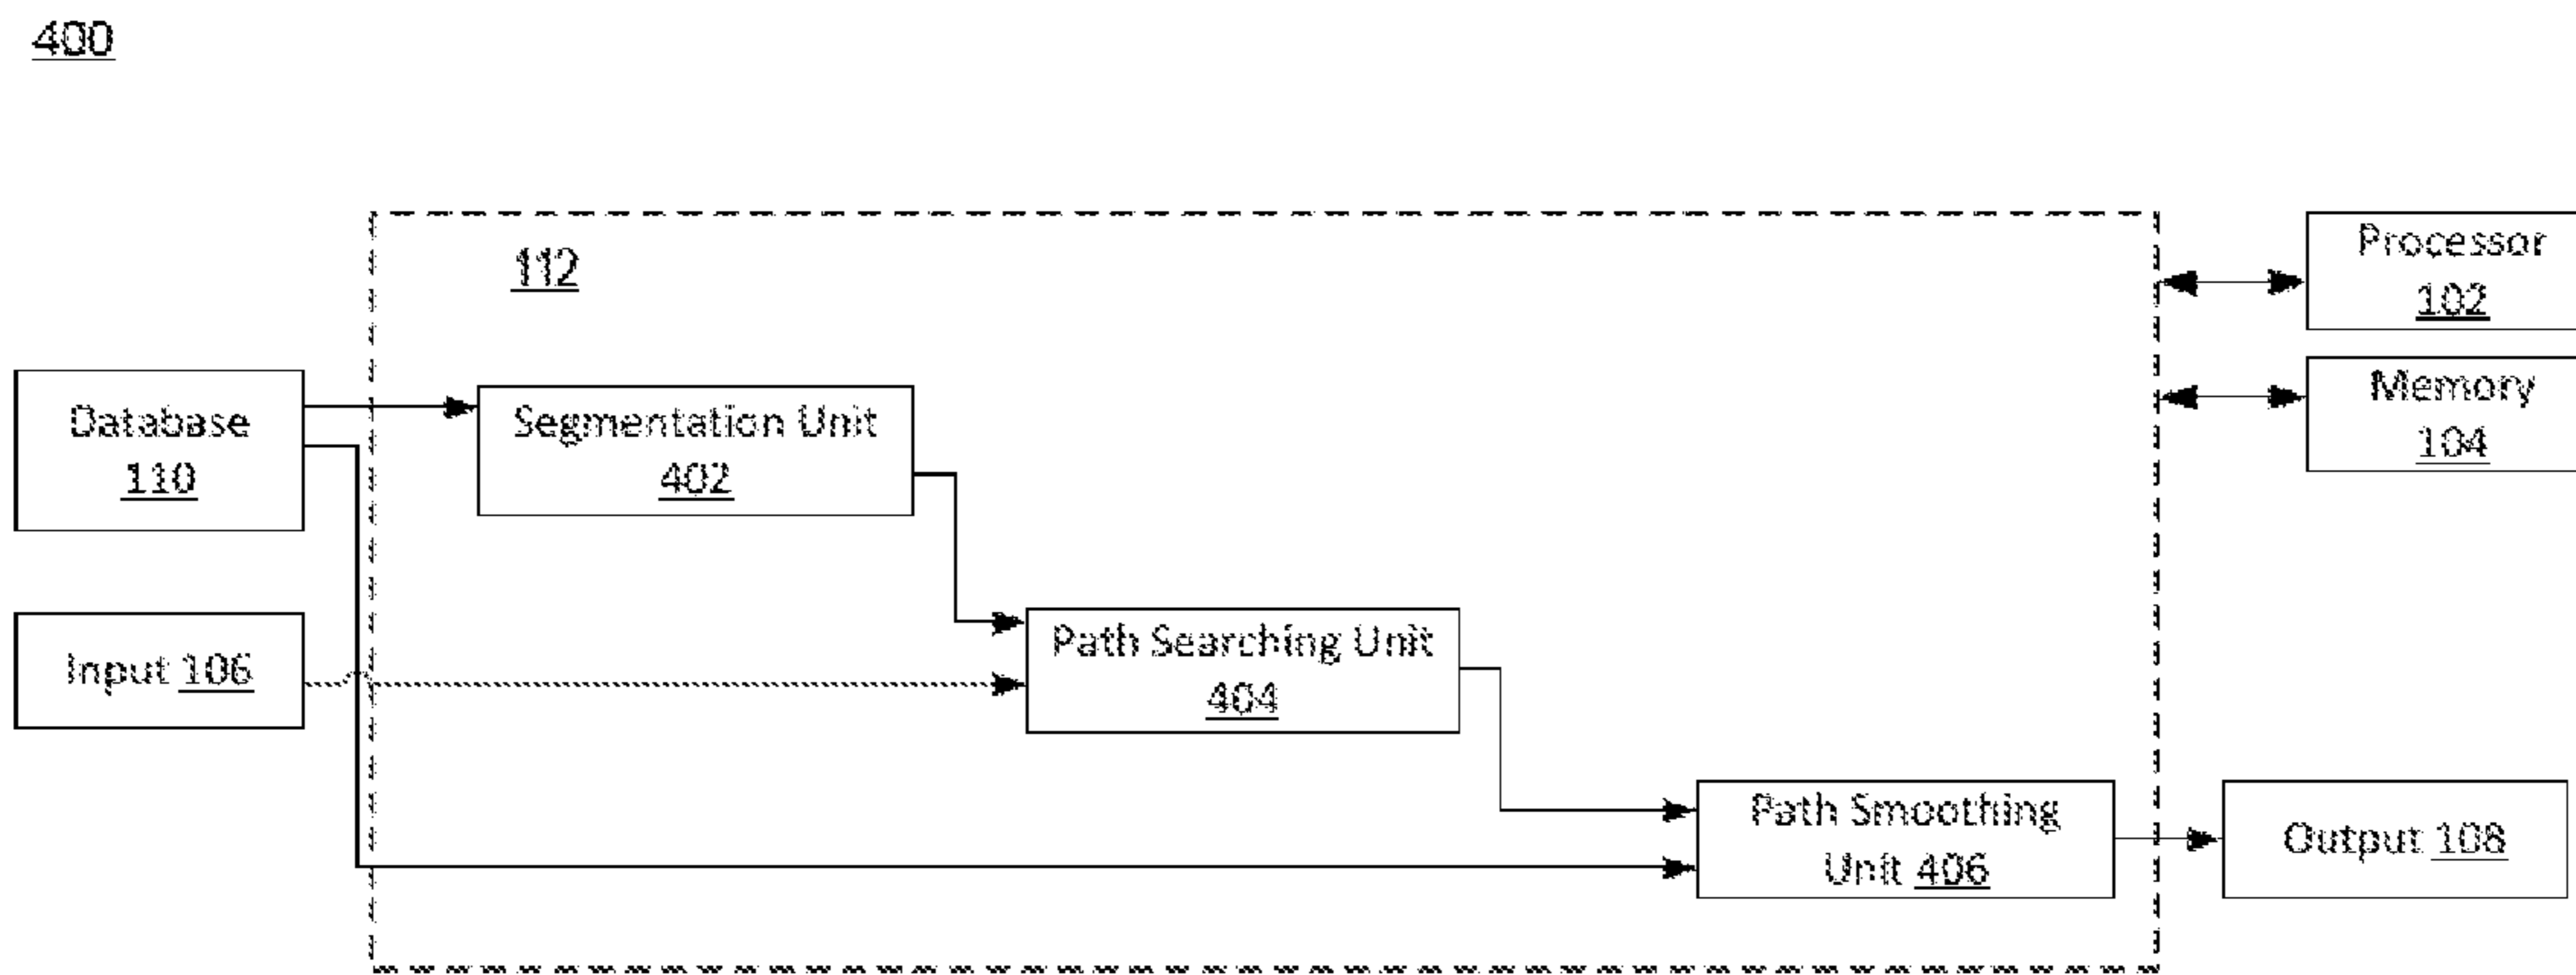 400
112
Processor
102
Database
110
Segmentation Unit
402
Memory
104
Input 106
Path Searching Unit
404
Path Smoothing
Unit 406
Output 108